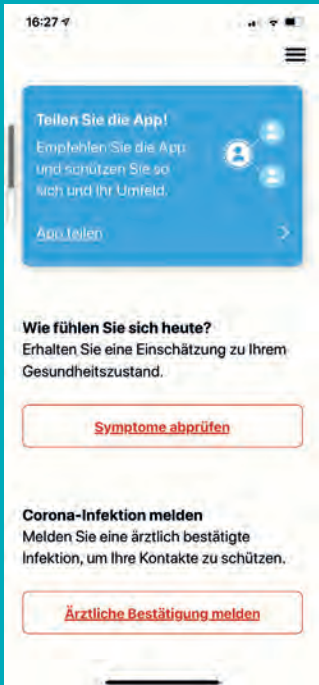 16:27
Teilen Sie die App!
Empfehlen Sie die App
und schützen Sie so
sich und Ihr Umfeld.
App teilen
Wie fühlen Sie sich heute?
Erhalten Sie eine Einschätzung zu Ihrem
Gesundheitszustand.
Symptome abprüfen
Corona-Infektion melden
Melden Sie eine ärztlich bestätigte
Infektion, um Ihre Kontakte zu schützen.
Ärztliche Bestätigung melden